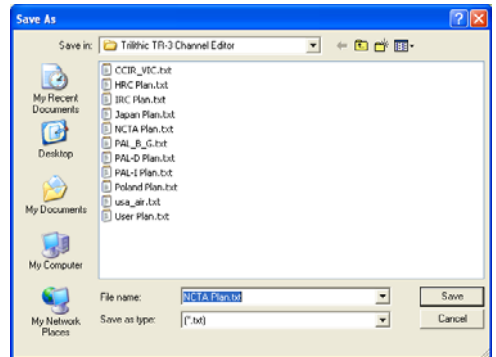 Save As
Save in: Trilithic TR-3 Channel Editor
My Recent Documents
Desktop
My Documents
My Computer
My Network Places
CCIR_VIC.txt
HRC Plan.txt
IRC Plan.txt
Japan Plan.txt
NCTA Plan.txt
PAL_B_G.txt
PAL-D Plan.txt
PAL-I Plan.txt
Poland Plan.txt
usa_air.txt
User Plan.txt
File name: NCTA Plan.txt
Save
Save as type: (*.txt)
Cancel